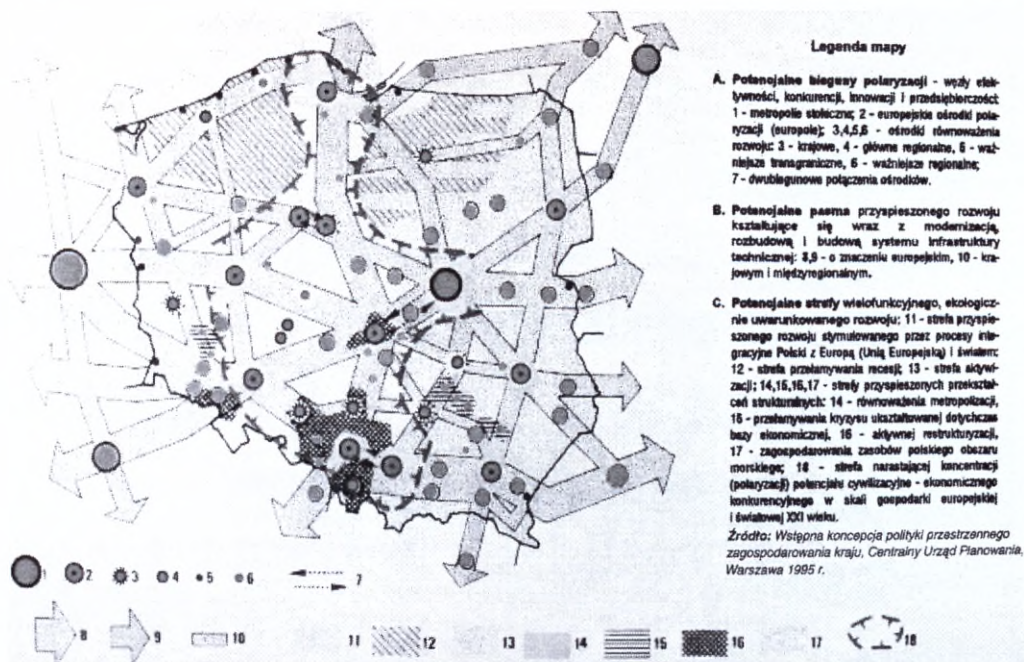 Legenda mapy
A. Potencjalne bieguny polaryzacji - węzły efek-
tywności, konkurencji, innowacji i przedsiębiorczości:
1 - metropolie stołeczne; 2 - europejskie ośrodki pola-
ryzacji (europole); 3,4,5,6 - ośrodki równoważenia
rozwoju: 3 - krajowe, 4 - główne regionalne, 5 - waż-
niejsze transgraniczne, 6 - ważniejsze regionalne;
7 - dwubiegunowe połączenia ośrodków.
B. Potencjalne pasma przyspieszonego rozwoju
kształtujące się wraz z modernizacją,
rozbudową i budową systemu infrastruktury
technicznej: 8,9 - o znaczeniu europejskim, 10 - kra-
jowym i międzyregionalnym.
C. Potencjalne strefy wielofunkcyjnego, ekologicz-
nie uwarunkowanego rozwoju; 11 - strefa przyspie-
szonego rozwoju stymulowanego przez procesy inte-
gracyjne Polski z Europą (Unią Europejską) i światem:
12 - strefa przełamywania recesji; 13 - strefa aktywi-
zacji; 14,15,16,17 - strefy przyspieszonych przekształ-
ceń strukturalnych: 14 - równoważenia metropolizacji,
15 - przełamywania kryzysu ukształtowanej dotychczas
bazy ekonomicznej, 16 - aktywnej restrukturyzacji,
17 - zagospodarowania zasobów polskiego obszaru
morskiego; 18 - strefa narastającej koncentracji
(polaryzacji) potencjału cywilizacyjno - ekonomicznego
konkurencyjnego w skali gospodarki europejskiej
i światowej XXI wieku.
Źródło: Wstępna koncepcja polityki przestrzennego
zagospodarowania kraju, Centralny Urząd Planowania,
Warszawa 1995 r.
1 2 3 4 5 6 7
8 9 10 11 12 13 14 15 16 17 18